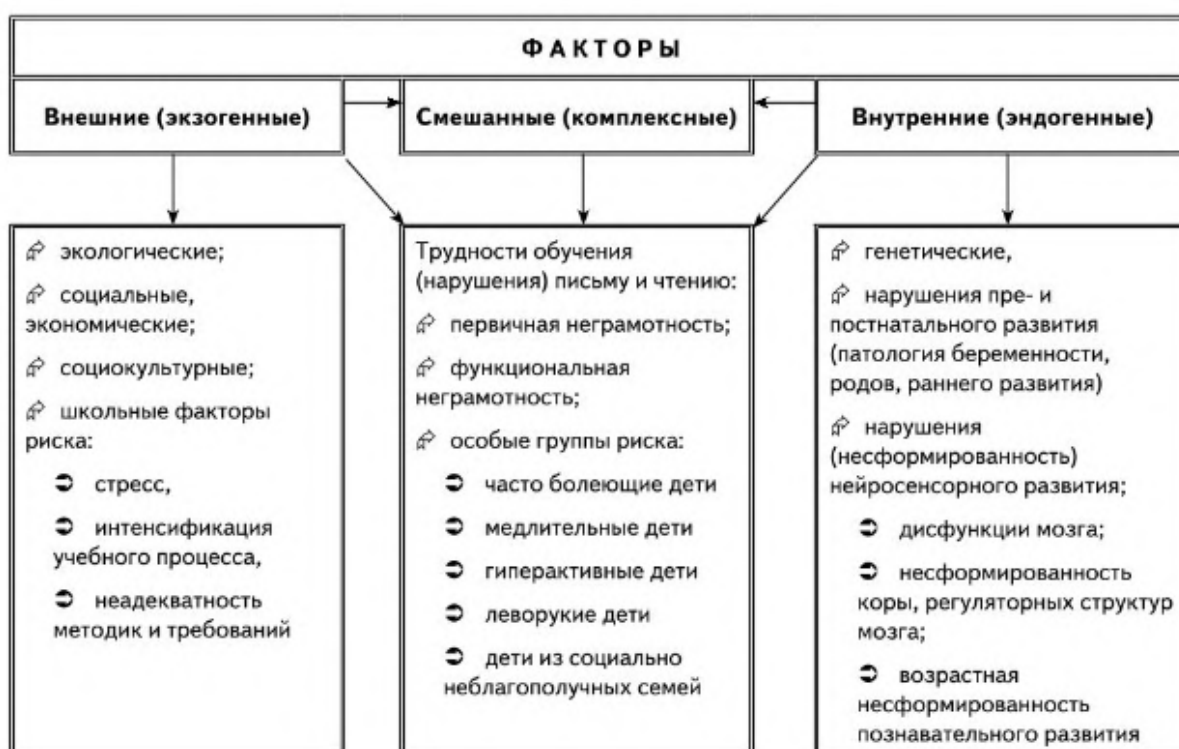 ФАКТОРЫ
Внешние (экзогенные)
Смешанные (комплексные)
Внутренние (эндогенные)
экологические;
социальные,
экономические;
социокультурные;
школьные факторы
риска:
стресс,
интенсификация
учебного процесса,
неадекватность
методик и требований
Трудности обучения
(нарушения) письму и чтению:
первичная неграмотность;
функциональная
неграмотность;
особые группы риска:
часто болеющие дети
медлительные дети
гиперактивные дети
леворукие дети
дети из социально
неблагополучных семей
генетические,
нарушения пре- и
постнатального развития
(патология беременности,
родов, раннего развития)
нарушения
(несформированность)
нейросенсорного развития;
дисфункции мозга;
несформированность
коры, регуляторных структур
мозга;
возрастная
несформированность
познавательного развития